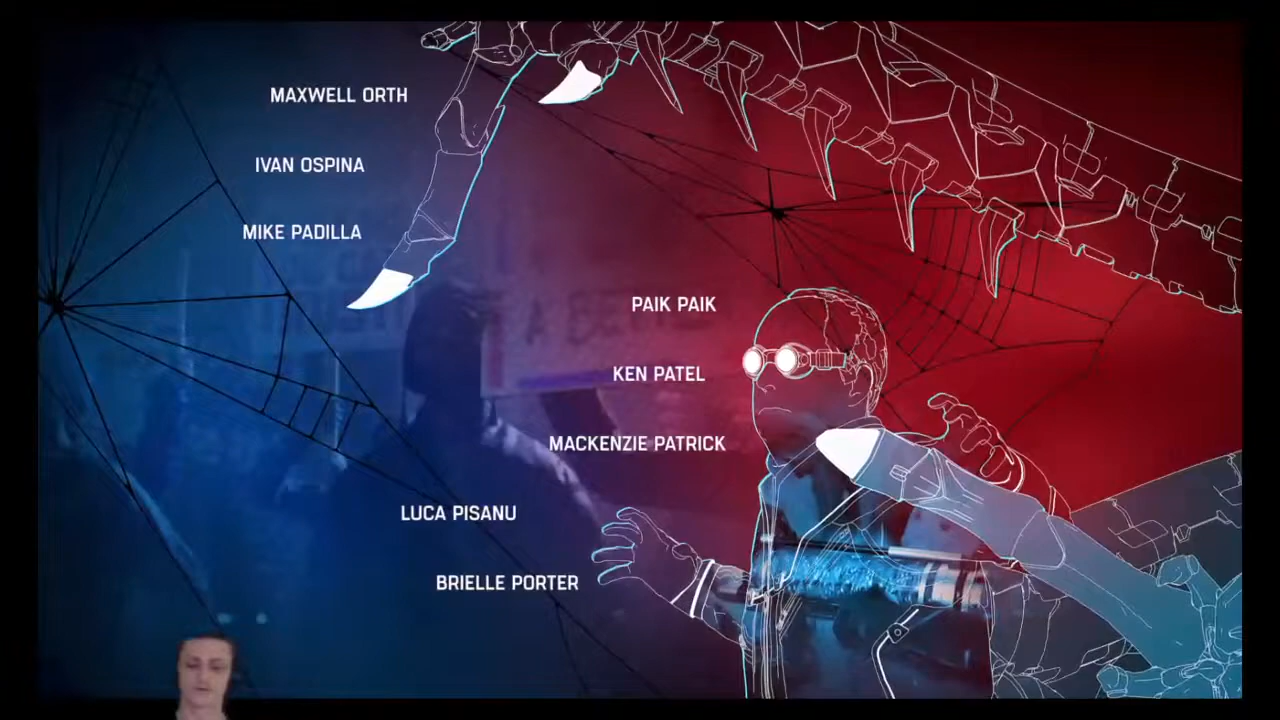 MAXWELL ORTH
IVAN OSPINA
MIKE PADILLA
PAIK PAIK
KEN PATEL
MACKENZIE PATRICK
LUCA PISANU
BRIELLE PORTER